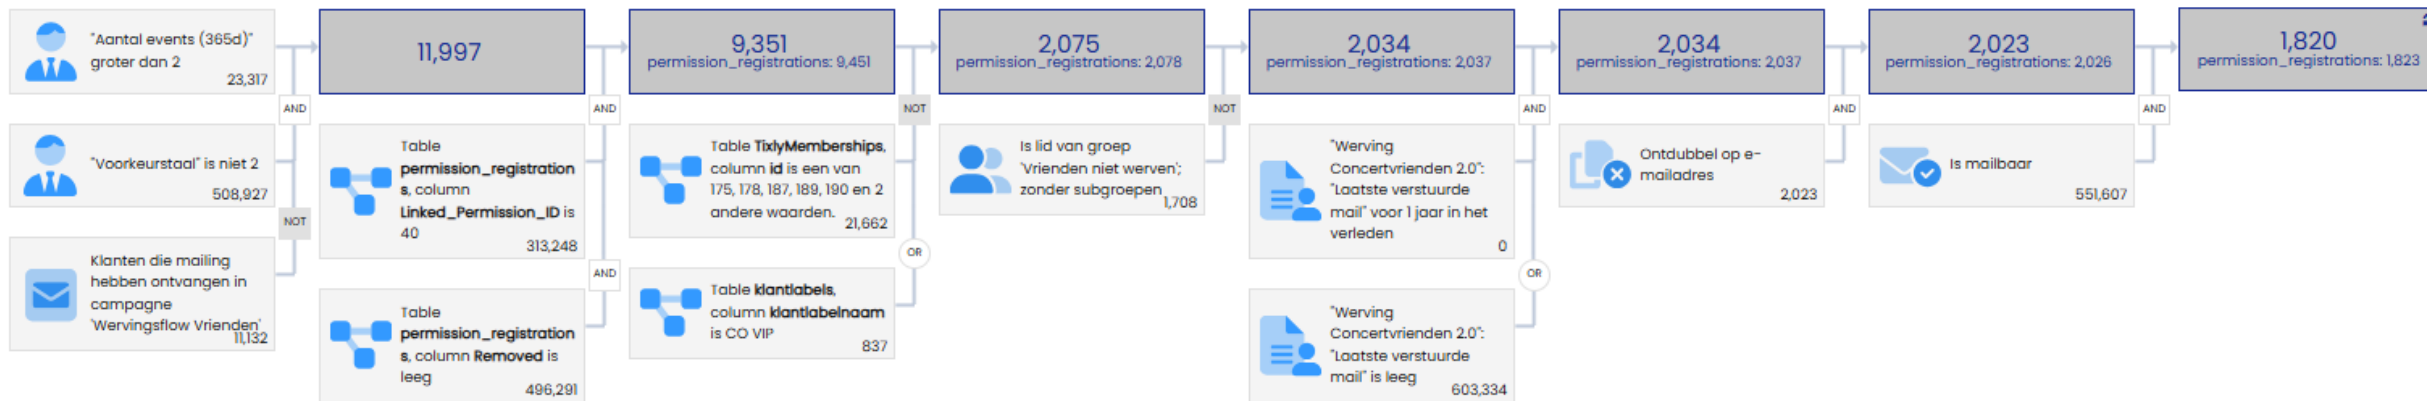 "Aantal events (365d)"
groter dan 2
23,317
AND
"Voorkeurstaal" is niet 2
508,927
NOT
Klanten die mailing
hebben ontvangen in
campagne
'Wervingsflow Vrienden'
11,132
11,997
AND
Table
permission_registration
s, column
Linked_Permission_ID is
40
313,248
AND
Table
permission_registration
s, column Removed is
leeg
496,291
9,351
permission_registrations: 9,451
NOT
Table TixlyMemberships,
column id is een van
175, 178, 187, 189, 190 en 2
andere waarden.
21,662
OR
Table klantlabels,
column klantlabelnaam
is CO VIP
837
2,075
permission_registrations: 2,078
NOT
Is lid van groep
'Vrienden niet werven';
zonder subgroepen
1,708
2,034
permission_registrations: 2,037
AND
"Werving
Concertvrienden 2.0":
"Laatste verstuurde
mail" voor 1 jaar in het
verleden
0
OR
"Werving
Concertvrienden 2.0":
"Laatste verstuurde
mail" is leeg
603,334
2,034
permission_registrations: 2,037
AND
Ontdubbel op e-
mailadres
2,023
2,023
permission_registrations: 2,026
AND
Is mailbaar
551,607
1,820
permission_registrations: 1,823